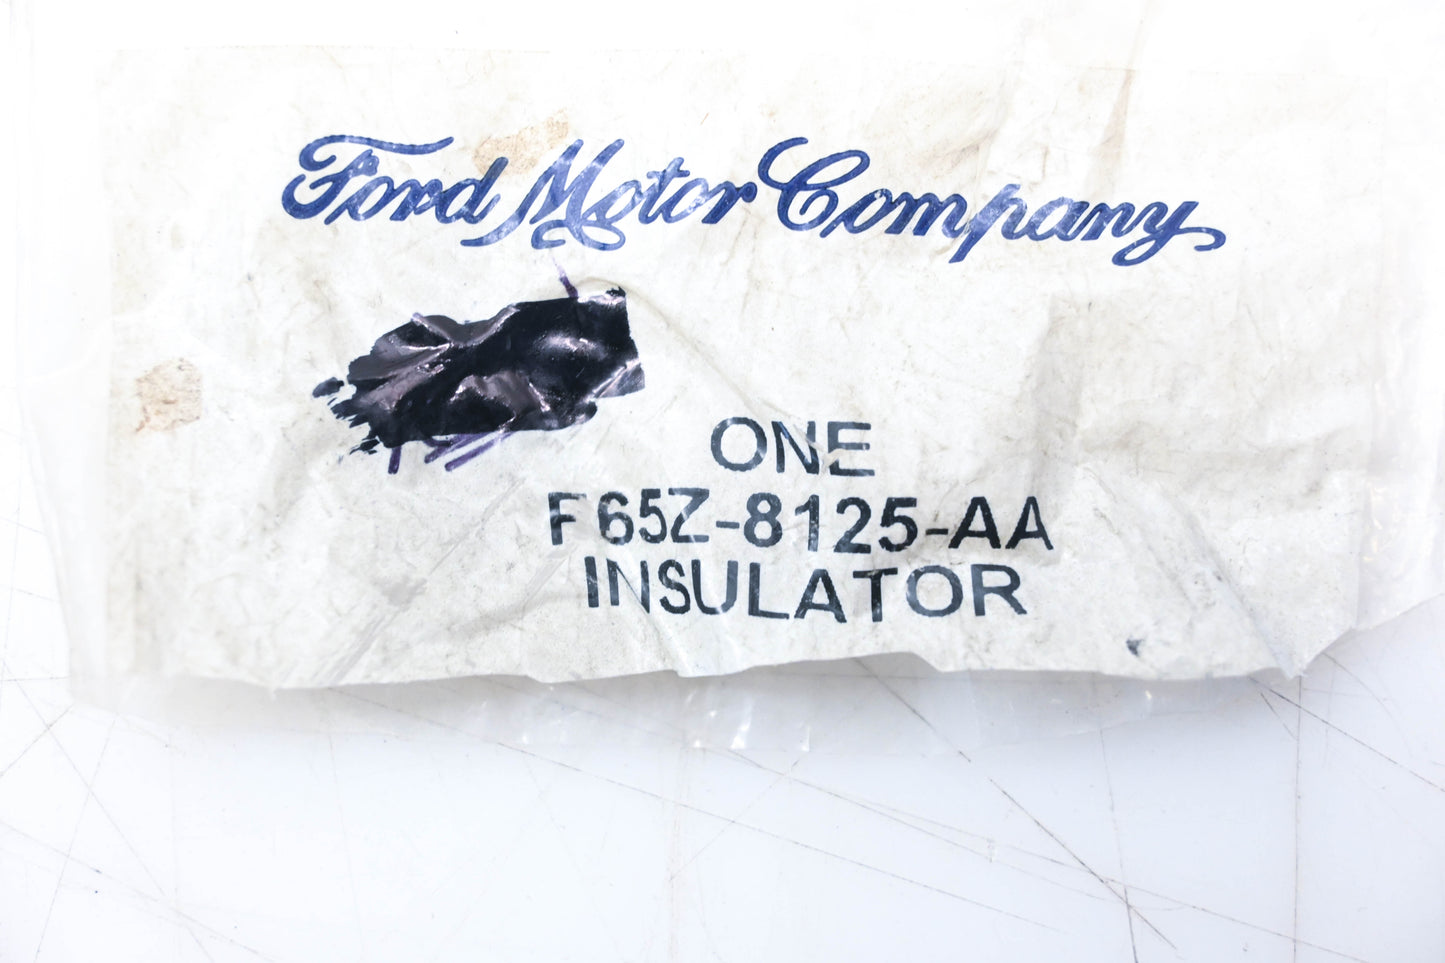 Ford Motor Company
ONE
F65Z-8125-AA
INSULATOR